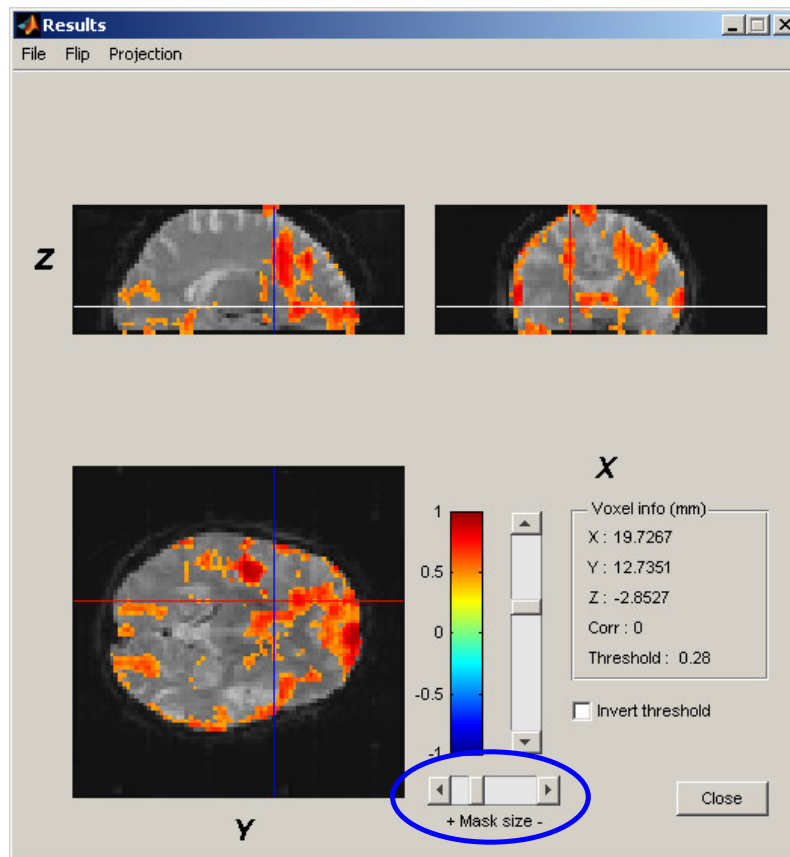 Results
File Flip Projection
Z
X
Y
1
0.5
0
-0.5
-1
Voxel info (mm)
X : 19.7267
Y : 12.7351
Z : -2.8527
Corr : 0
Threshold : 0.28
Invert threshold
+ Mask size -
Close